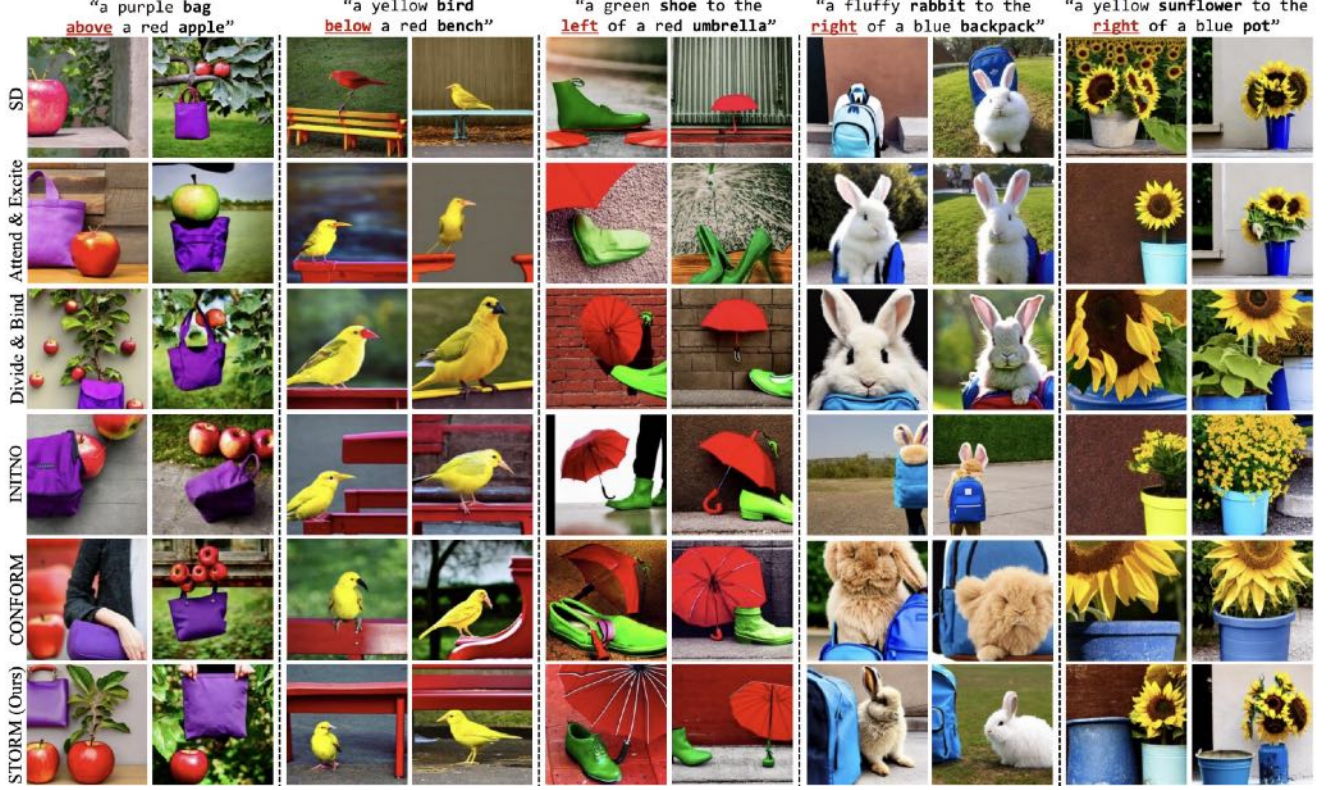 “a purple bag
above a red apple”
“a yellow bird
below a red bench”
“a green shoe to the
left of a red umbrella”
“a fluffy rabbit to the
right of a blue backpack”
“a yellow sunflower to the
right of a blue pot”
SD
Attend & Excite
Divide & Bind
INITNO
CONFORM
STORM (Ours)